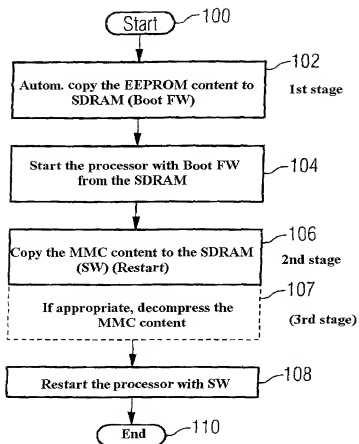 Start
100
102
Autom. copy the EEPROM content to
SDRAM (Boot FW)
1st stage
Start the processor with Boot FW
from the SDRAM
104
106
Copy the MMC content to the SDRAM
(SW) (Restart)
2nd stage
107
If appropriate, decompress the
MMC content
(3rd stage)
108
Restart the processor with SW
End
110